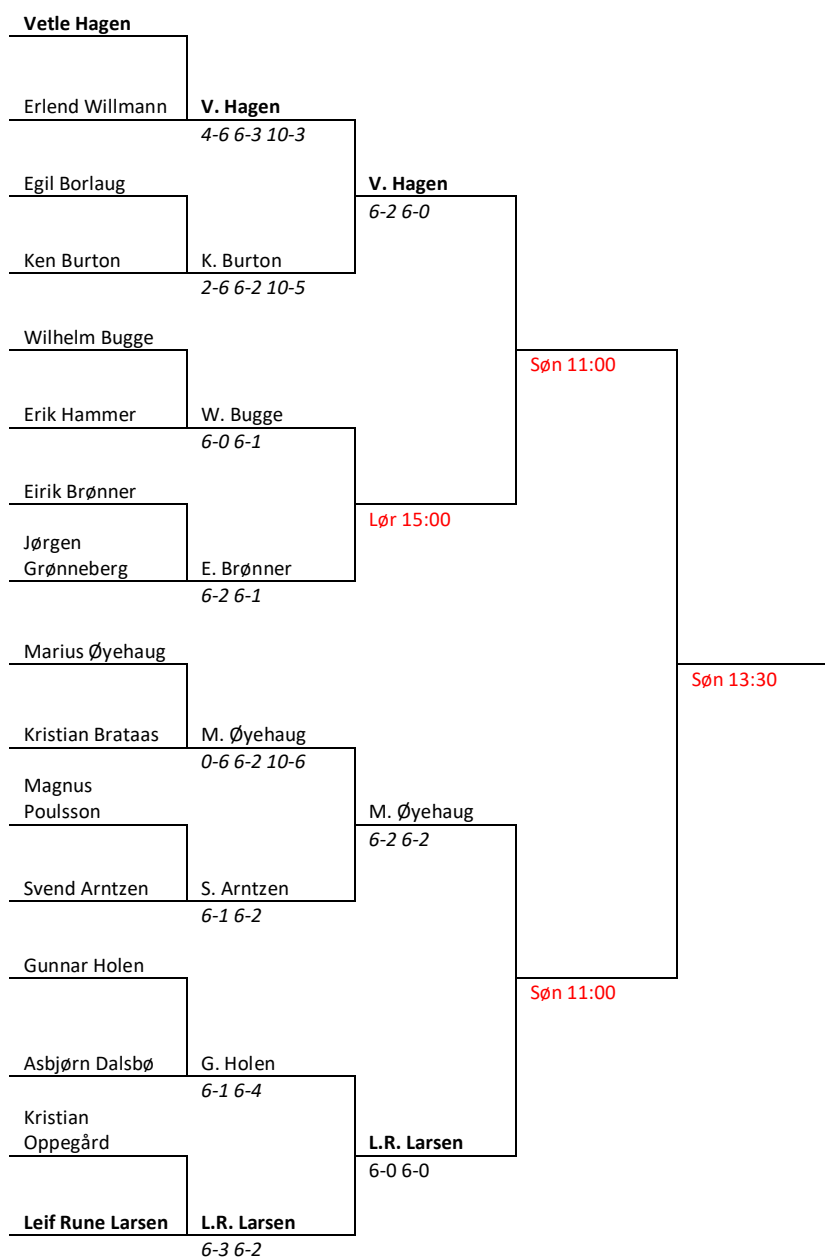 Vetle Hagen
Erlend Willmann
V. Hagen
4-6 6-3 10-3
Egil Borlaug
V. Hagen
6-2 6-0
Ken Burton
K. Burton
2-6 6-2 10-5
Wilhelm Bugge
Søn 11:00
Erik Hammer
W. Bugge
6-0 6-1
Eirik Brønner
Lør 15:00
Jørgen
Grønneberg
E. Brønner
6-2 6-1
Marius Øyehaug
Søn 13:30
Kristian Brataas
M. Øyehaug
0-6 6-2 10-6
Magnus
Poulsson
M. Øyehaug
6-2 6-2
Svend Arntzen
S. Arntzen
6-1 6-2
Gunnar Holen
Søn 11:00
Asbjørn Dalsbø
G. Holen
6-1 6-4
Kristian
Oppegård
L.R. Larsen
6-0 6-0
Leif Rune Larsen
L.R. Larsen
6-3 6-2